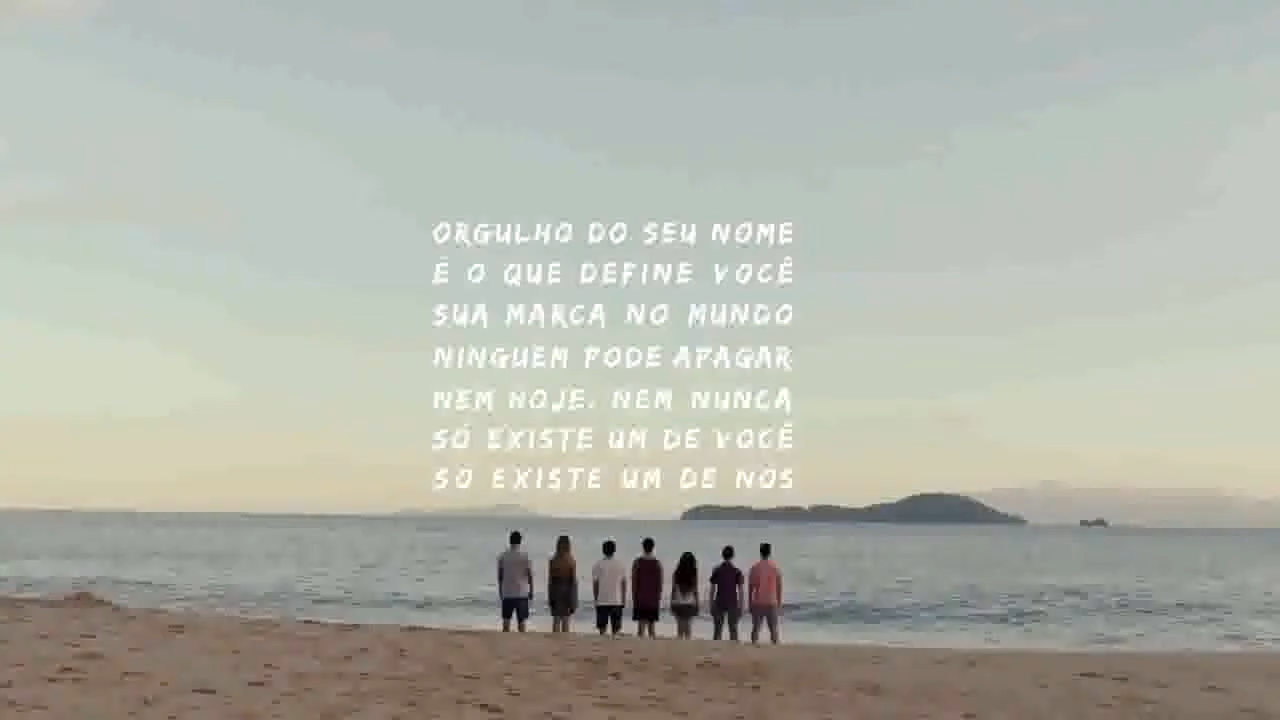 ORGULHO DO SEU NOME
É O QUE DEFINE VOCÊ
SUA MARCA NO MUNDO
NINGUÉM PODE APAGAR
NEM HOJE. NEM NUNCA
SÓ EXISTE UM DE VOCÊ
SÓ EXISTE UM DE NÓS